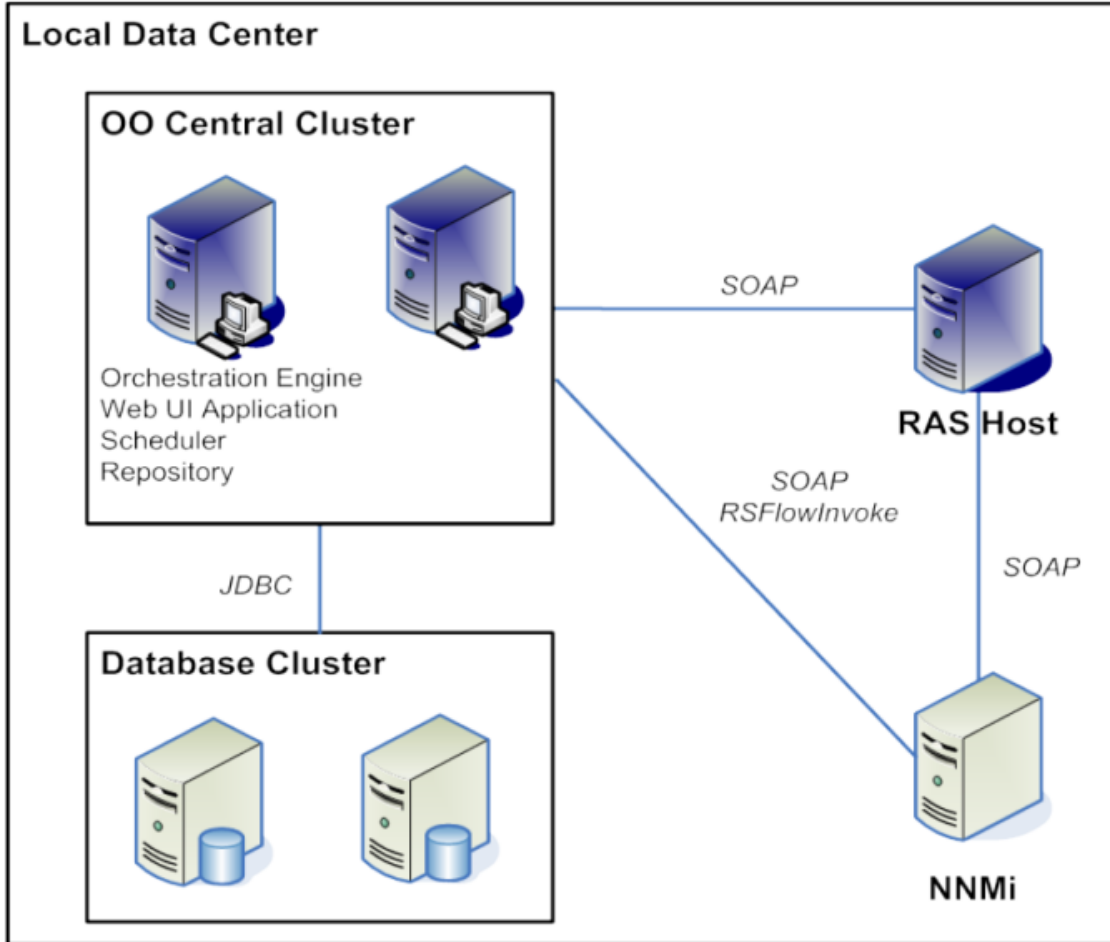 Local Data Center
OO Central Cluster
Orchestration Engine
Web UI Application
Scheduler
Repository
SOAP
RAS Host
SOAP
RSFlowInvoke
SOAP
JDBC
Database Cluster
NNMi